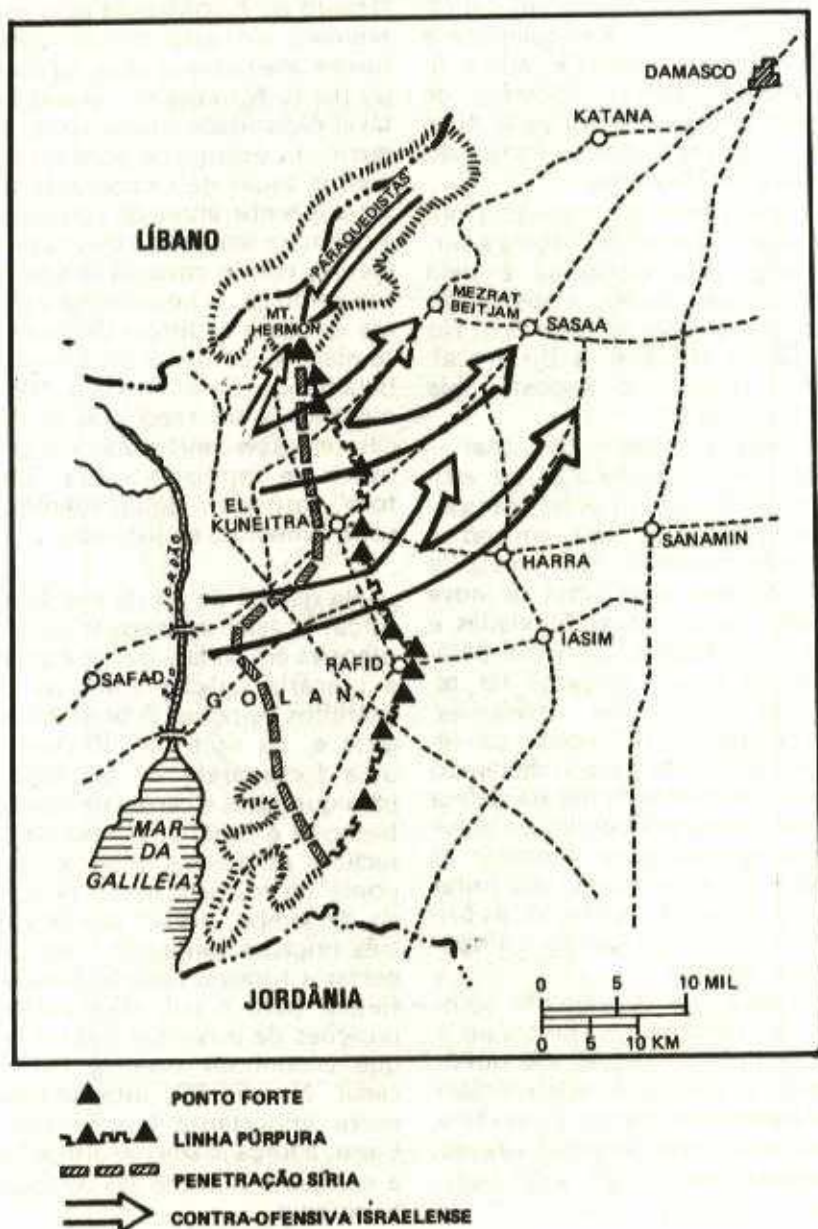 DAMASCO
KATANA
PARAQUEDISTAS
LÍBANO
MT.
HERMON
MEZRAT
BEITJAM
SASAA
EL
KUNEITRA
HARRA
SANAMIN
IASIM
RAFID
SAFAD
GOLAN
MAR
DA
GALILÉIA
JORDÂNIA
0 5 10 MIL
0 5 10 KM
PONTO FORTE
LINHA PÚRPURA
PENETRAÇÃO SÍRIA
CONTRA-OFENSIVA ISRAELENSE